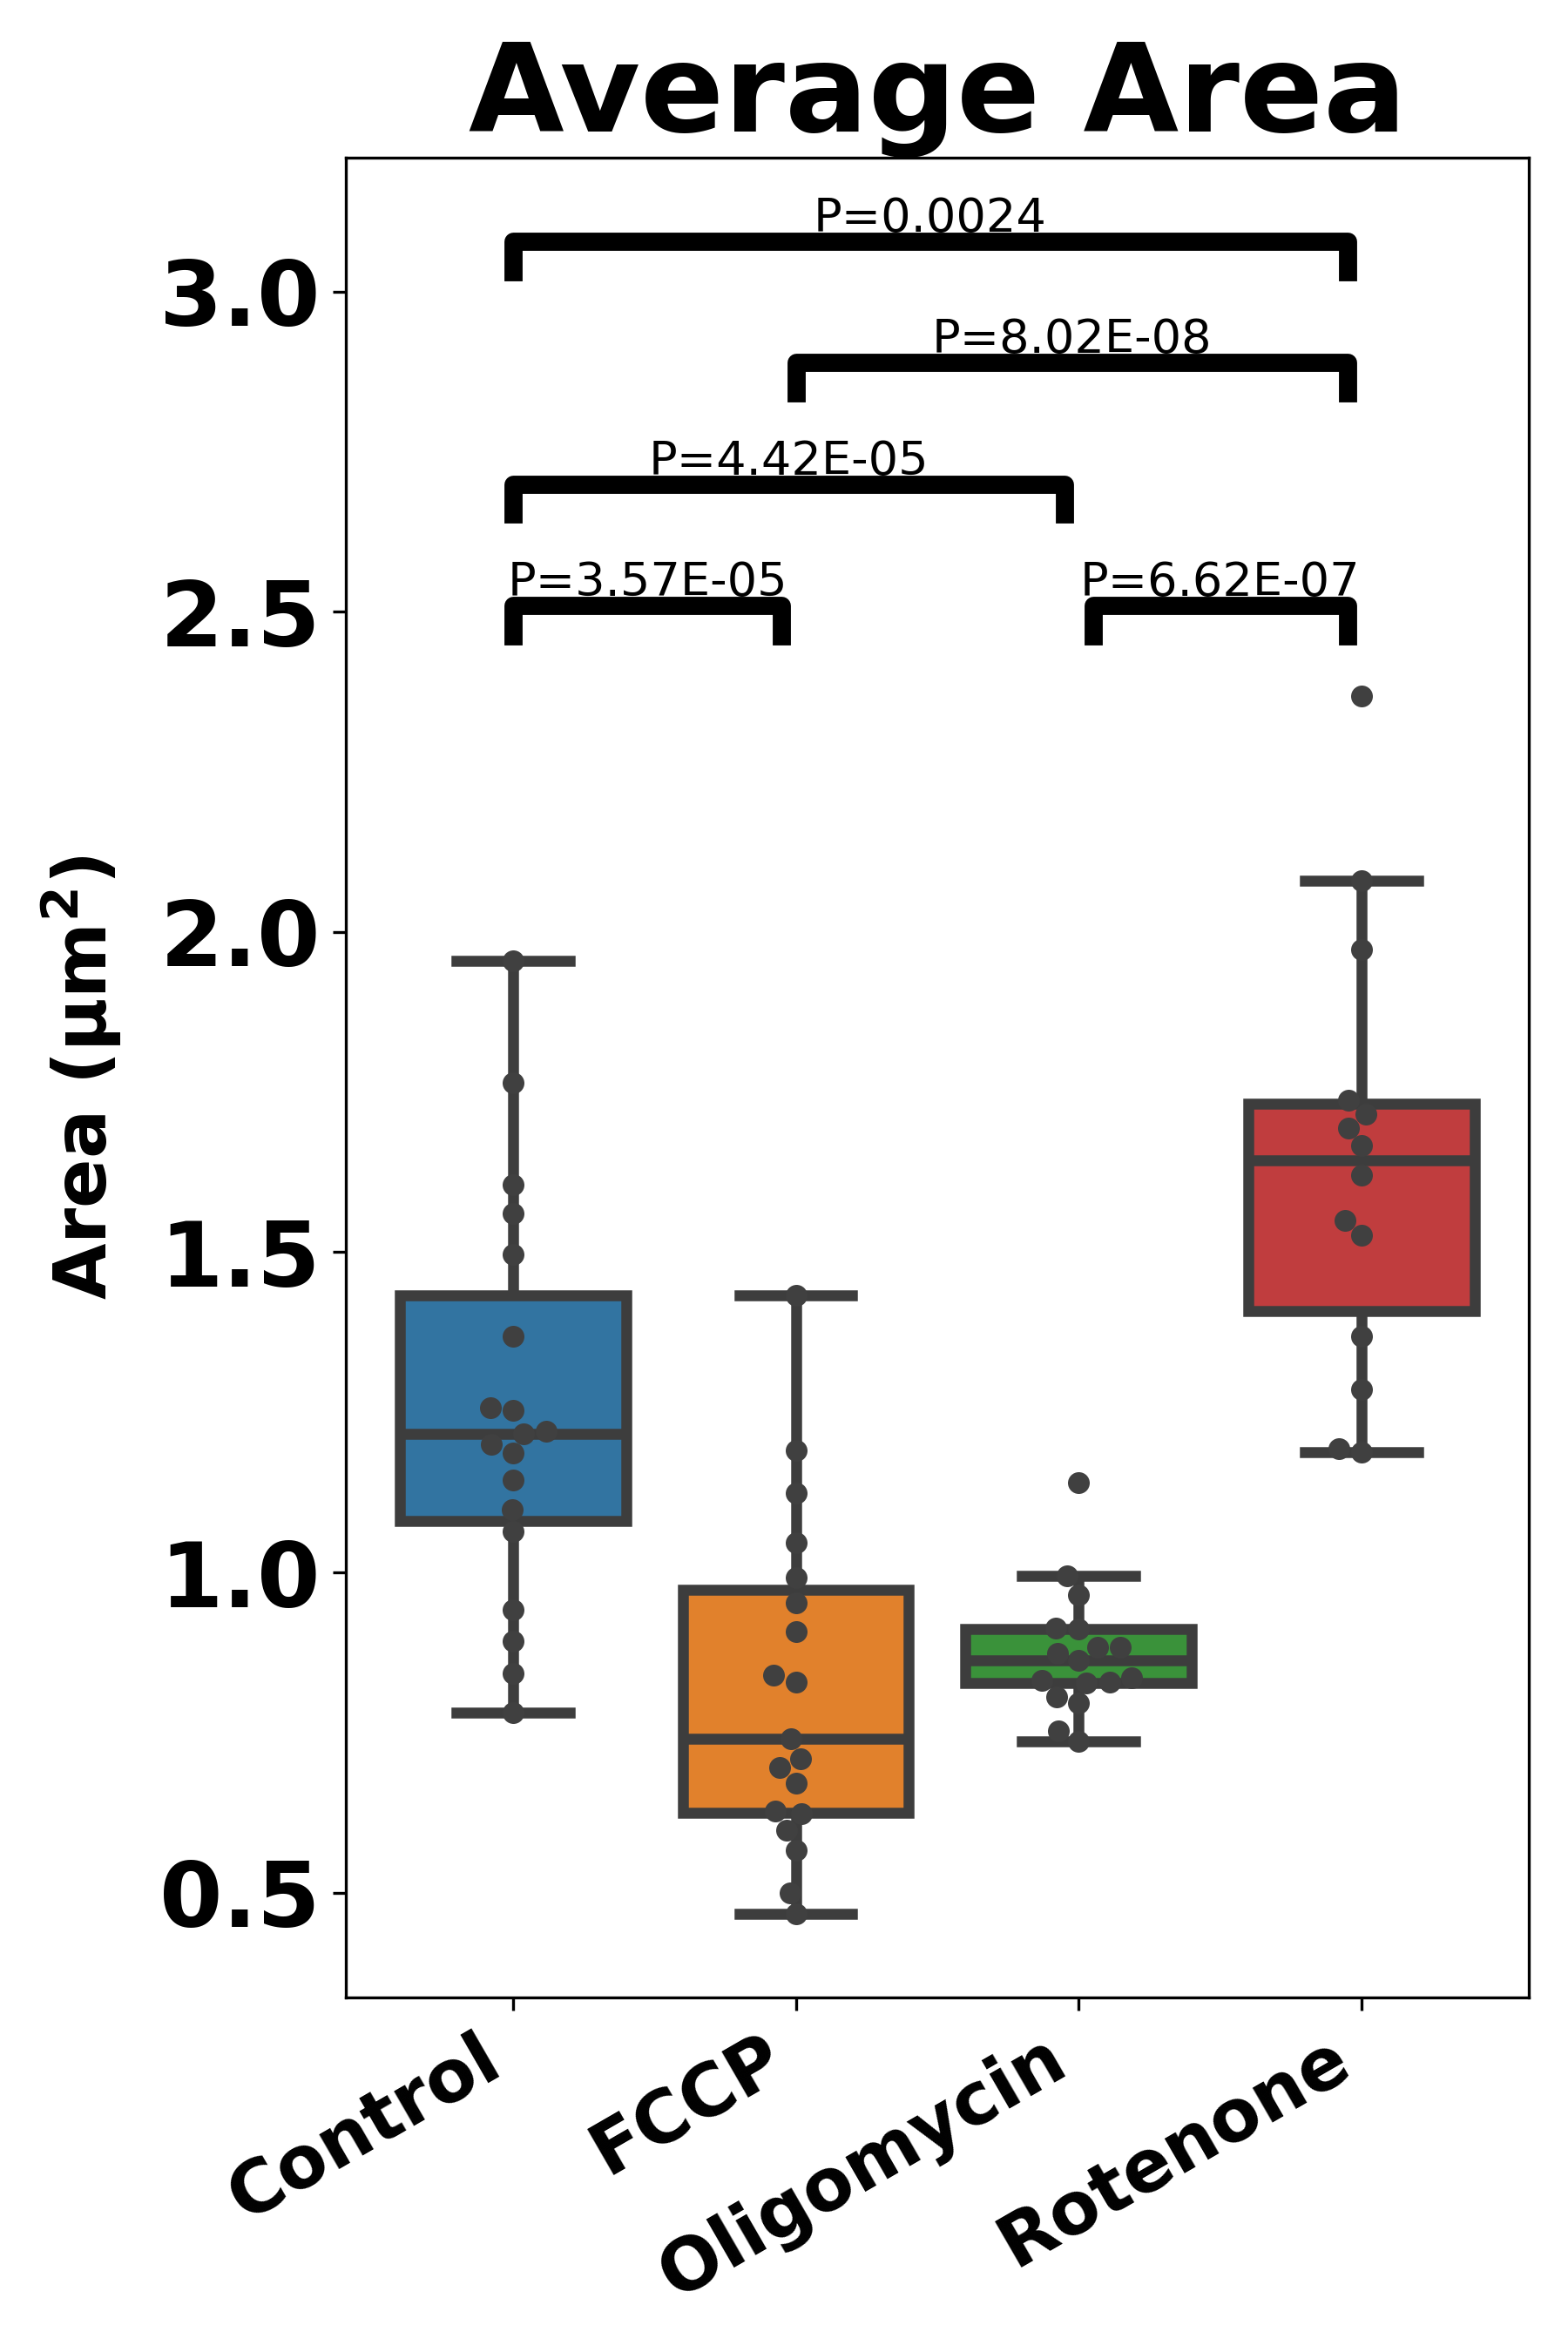 Average Area
P=0.0024
3.0
P=8.02E-08
P=4.42E-05
P=3.57E-05 P=6.62E-07
2.5
Area (µm²)
2.0
1.5
1.0
0.5
Control
FCCP
Oligomycin
Rotenone